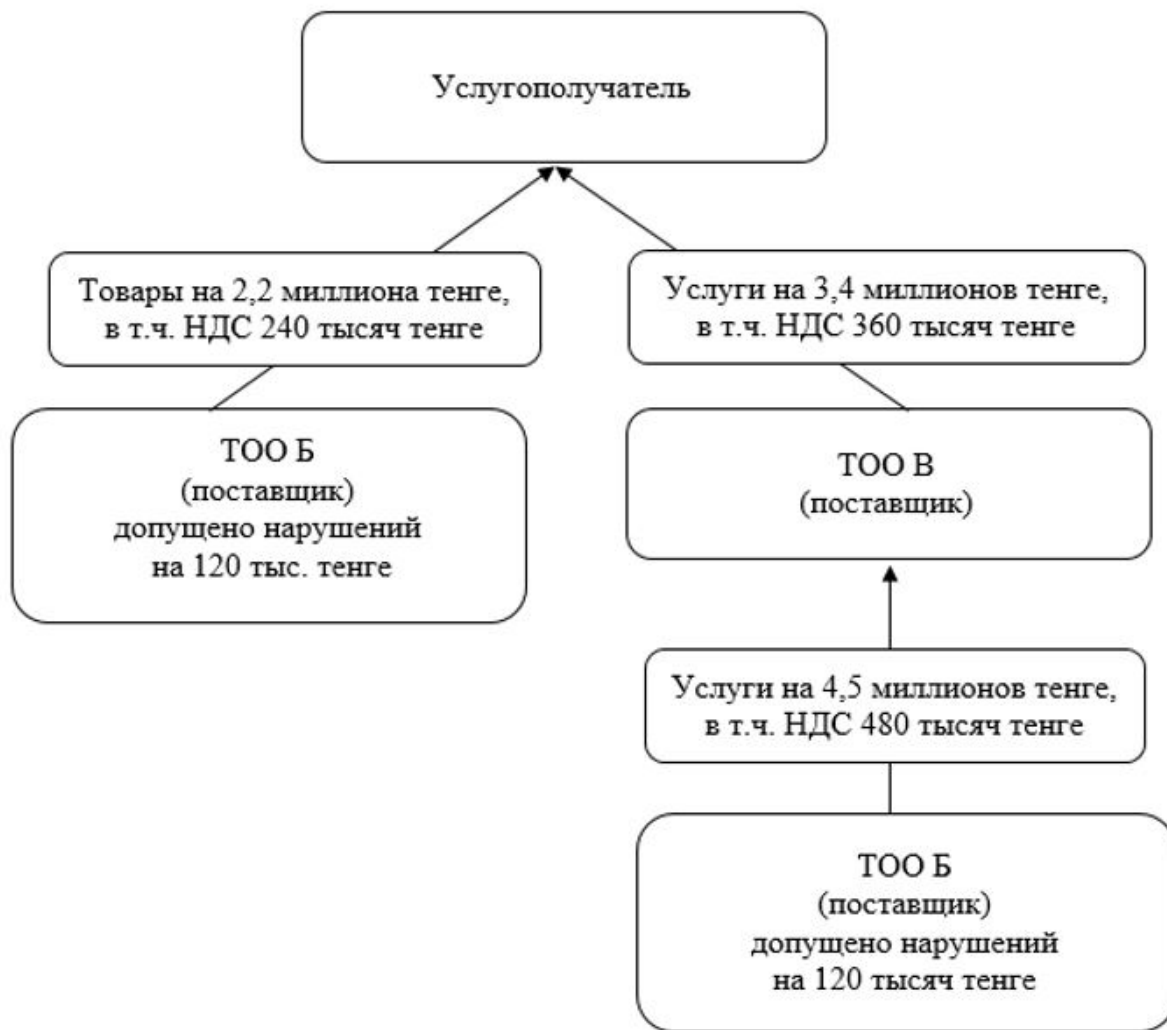 Услугополучатель
Товары на 2,2 миллиона тенге,
в т.ч. НДС 240 тысяч тенге
Услуги на 3,4 миллионов тенге,
в т.ч. НДС 360 тысяч тенге
ТОО Б
(поставщик)
допущено нарушений
на 120 тыс. тенге
ТОО В
(поставщик)
Услуги на 4,5 миллионов тенге,
в т.ч. НДС 480 тысяч тенге
ТОО Б
(поставщик)
допущено нарушений
на 120 тысяч тенге